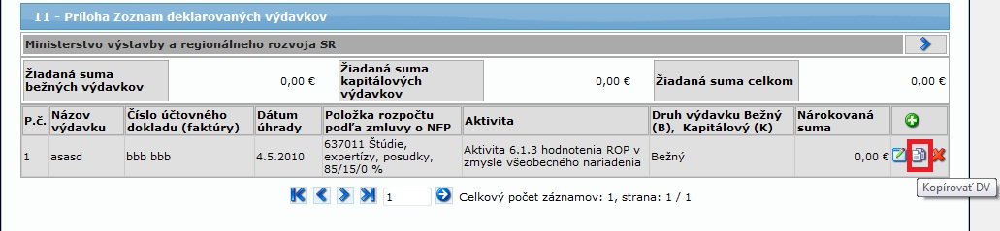 11 - Príloha Zoznam deklarovaných výdavkov
Ministerstvo výstavby a regionálneho rozvoja SR
Žiadaná suma
bežných výdavkov
0,00 €
Žiadaná suma
kapitálových
výdavkov
0,00 €
Žiadaná suma celkom
0,00 €
P.č.
Názov
výdavku
Číslo účtovného
dokladu (faktúry)
Dátum
úhrady
Položka rozpočtu
podľa zmluvy o NFP
Aktivita
Druh výdavku Bežný
(B), Kapitálový (K)
Nárokovaná
suma
1
asasd
bbb bbb
4.5.2010
637011 Štúdie,
expertízy, posudky,
85/15/0 %
Aktivita 6.1.3 hodnotenia ROP v
zmysle všeobecného nariadenia
Bežný
0,00 €
Kopírovať DV
1
Celkový počet záznamov: 1, strana: 1 / 1